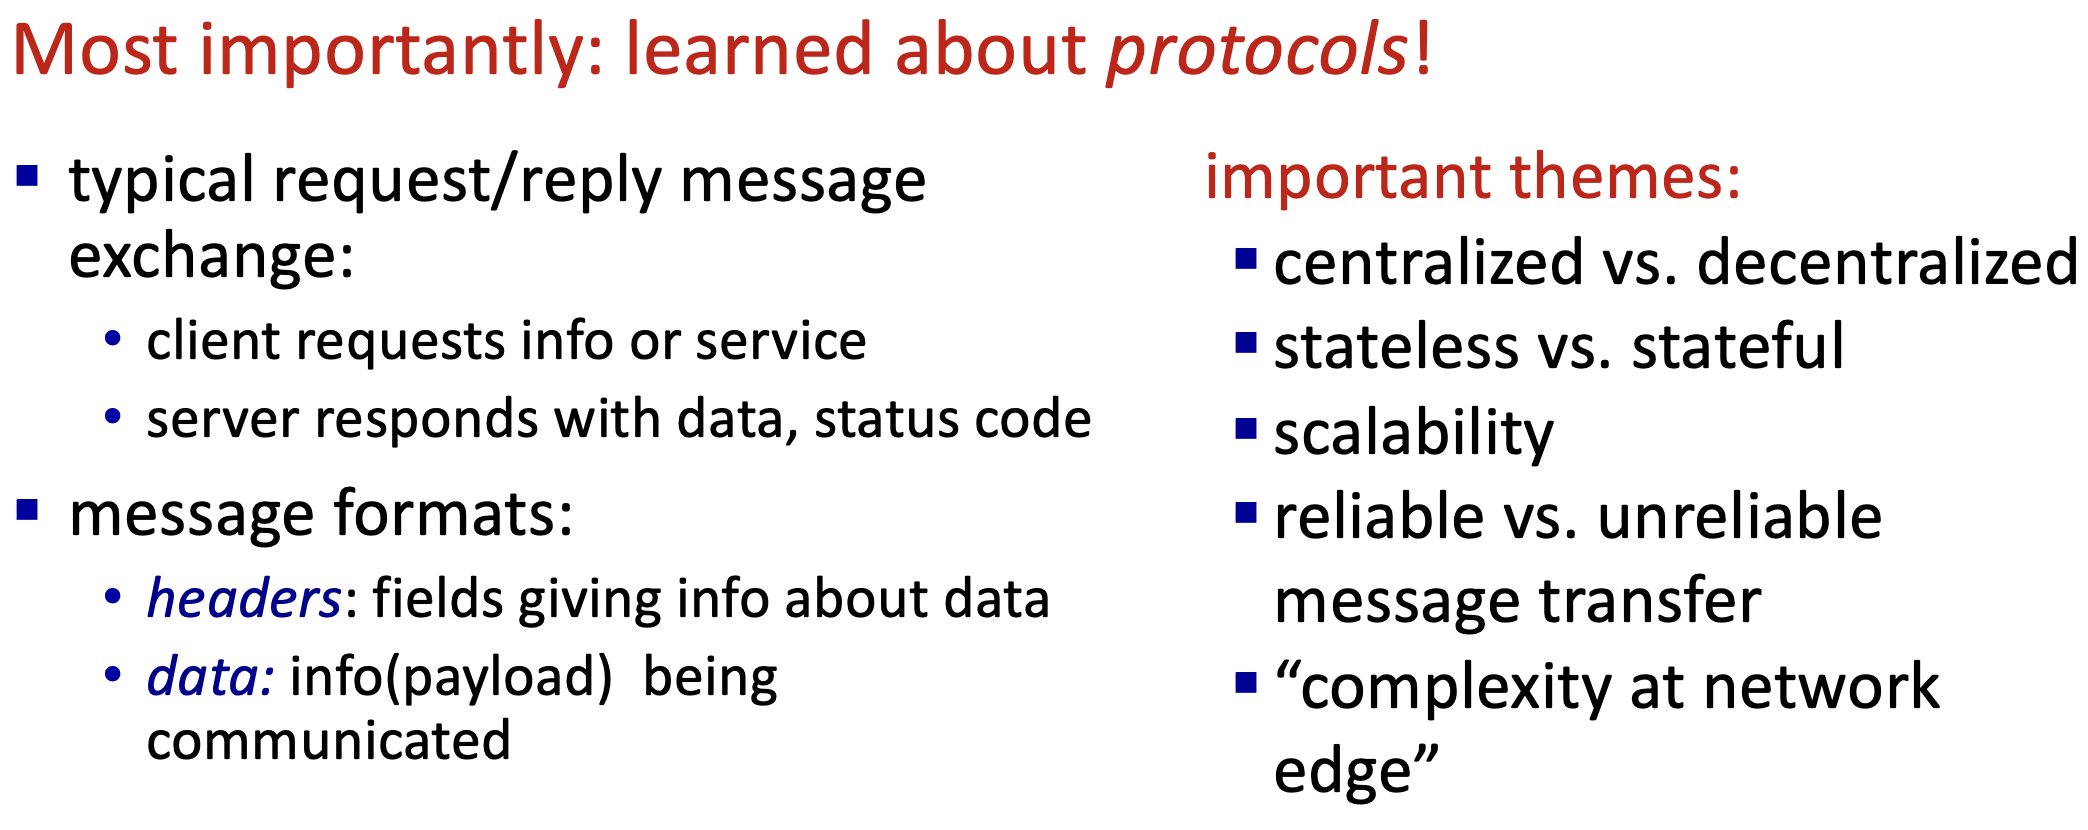 Most importantly: learned about protocols!
typical request/reply message
exchange:
client requests info or service
server responds with data, status code
message formats:
headers: fields giving info about data
data: info(payload)  being
communicated
important themes:
centralized vs. decentralized
stateless vs. stateful
scalability
reliable vs. unreliable
message transfer
“complexity at network
edge”